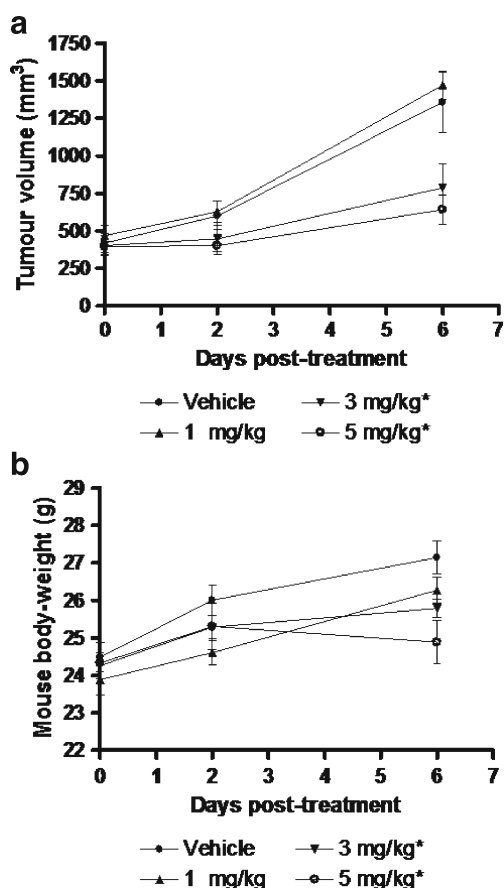 a
Tumour volume (mm³)
1750
1500
1250
1000
750
500
250
0
0 1 2 3 4 5 6 7
Days post-treatment
Vehicle 3 mg/kg*
1 mg/kg 5 mg/kg*
b
Mouse body-weight (g)
29
28
27
26
25
24
23
22
0 1 2 3 4 5 6 7
Days post-treatment
Vehicle 3 mg/kg*
1 mg/kg 5 mg/kg*